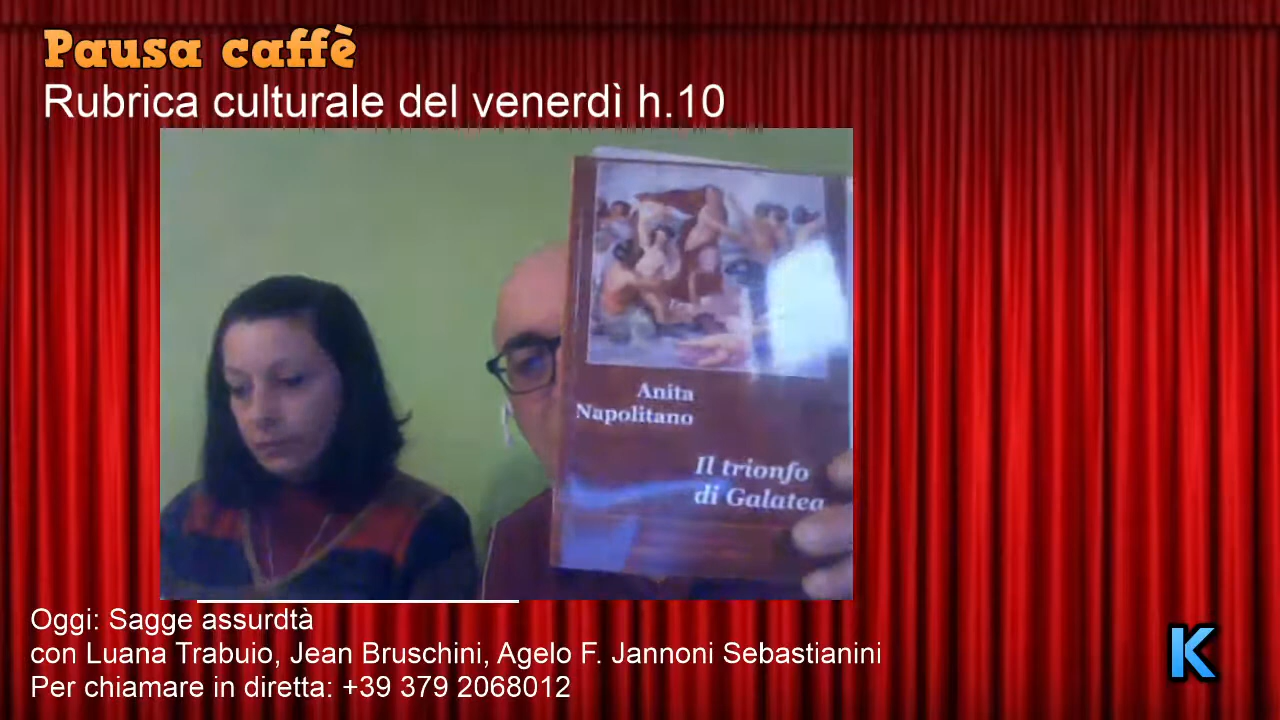 Pausa caffè
Rubrica culturale del venerdì h.10
Anita
Napolitano
Il trionfo
di Galatea
Oggi: Sagge assurdtà
con Luana Trabuio, Jean Bruschini, Agelo F. Jannoni Sebastianini
Per chiamare in diretta: +39 379 2068012
K